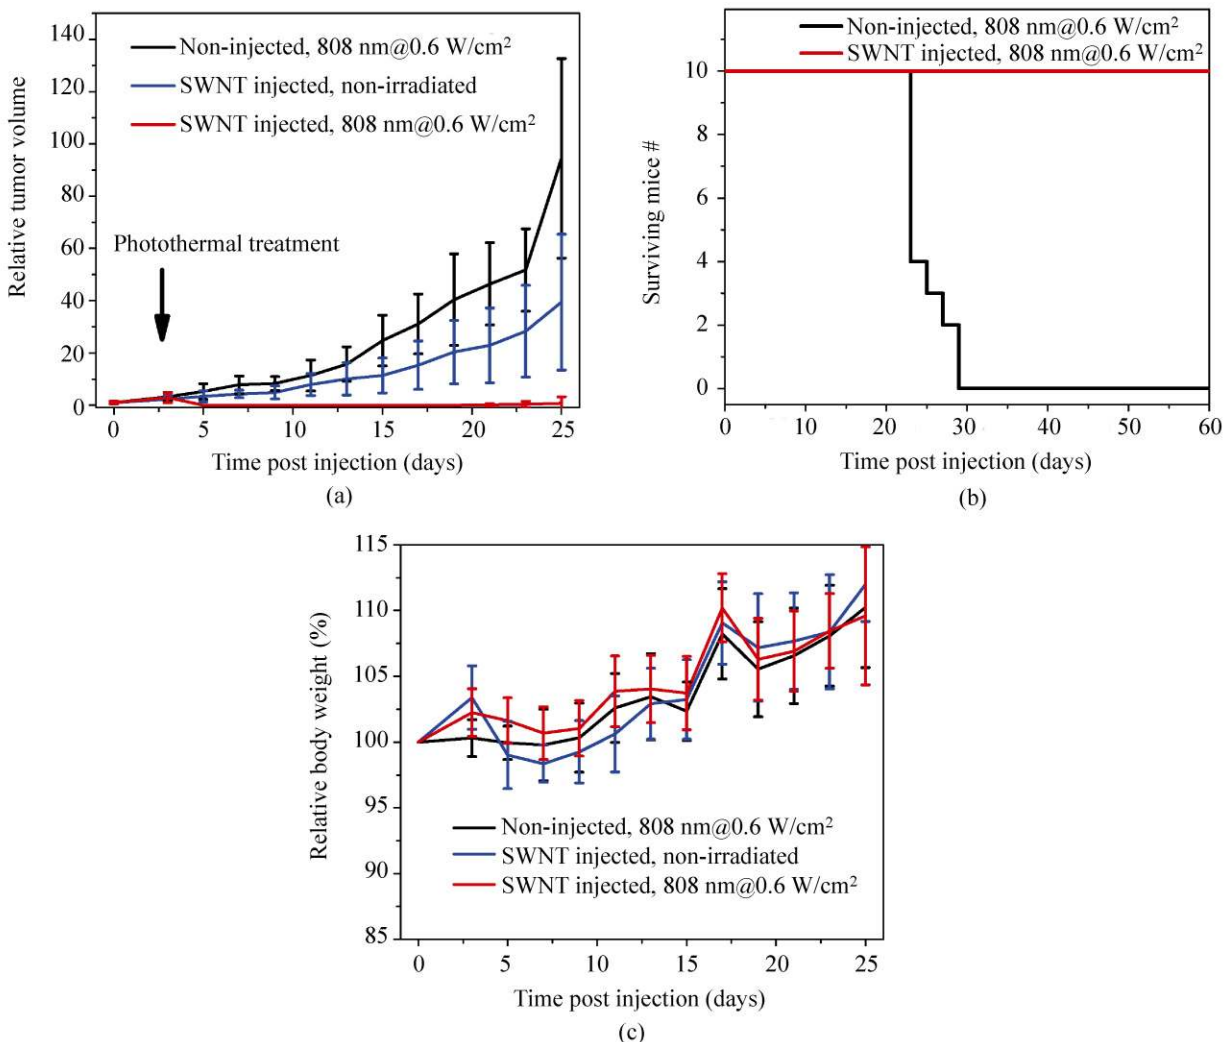 140
120
100
80
60
40
20
0
Relative tumor volume
Non-injected, 808 nm@0.6 W/cm²
SWNT injected, non-irradiated
SWNT injected, 808 nm@0.6 W/cm²
Photothermal treatment
0 5 10 15 20 25
Time post injection (days)
(a)
Non-injected, 808 nm@0.6 W/cm²
SWNT injected, 808 nm@0.6 W/cm²
10
8
6
4
2
0
Surviving mice #
0 10 20 30 40 50 60
Time post injection (days)
(b)
115
110
105
100
95
90
85
Relative body weight (%)
Non-injected, 808 nm@0.6 W/cm²
SWNT injected, non-irradiated
SWNT injected, 808 nm@0.6 W/cm²
0 5 10 15 20 25
Time post injection (days)
(c)